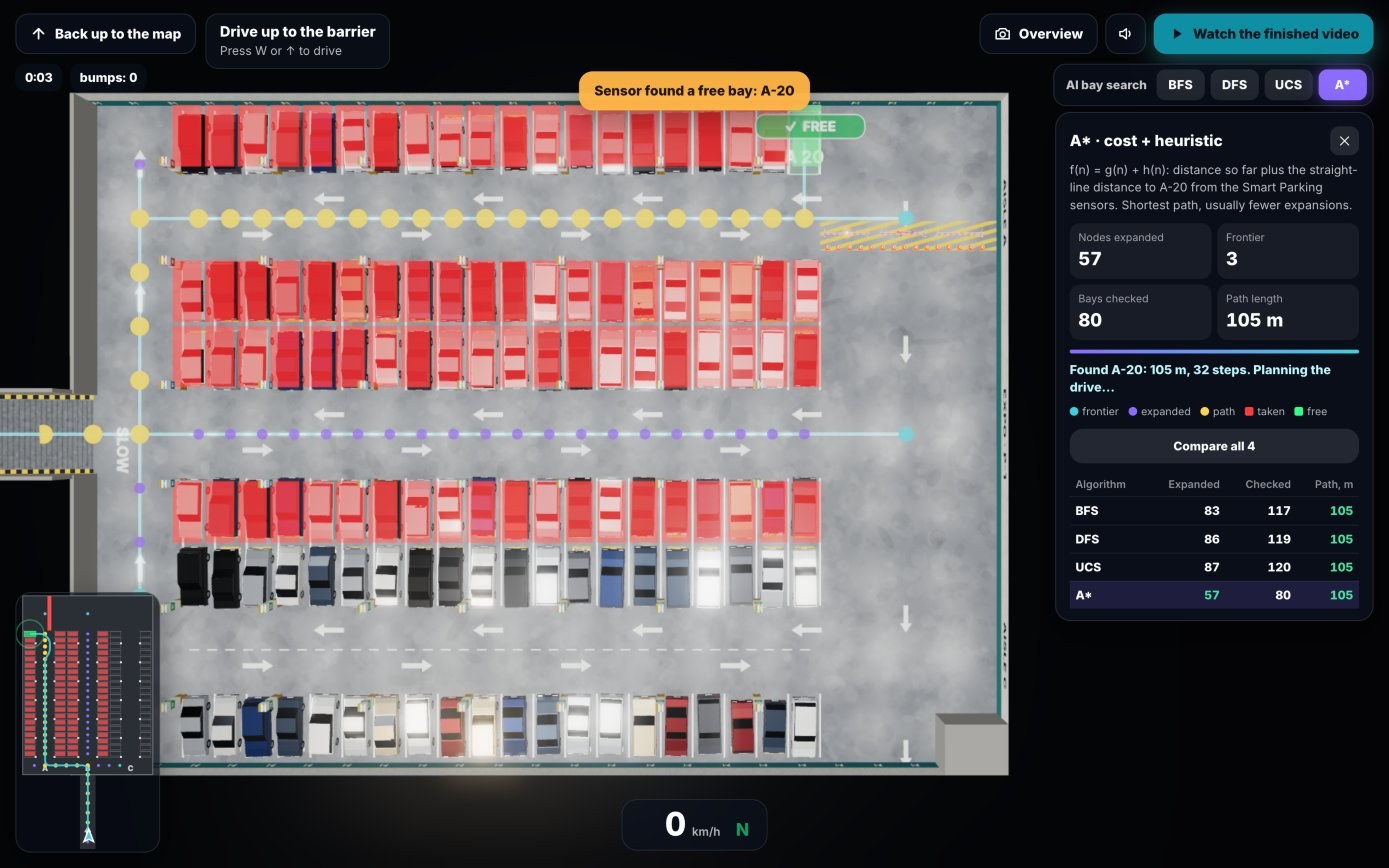 Back up to the map
Drive up to the barrier
Press W or ↑ to drive
Overview
Watch the finished video
0:03
bumps: 0
Sensor found a free bay: A-20
AI bay search
BFS
DFS
UCS
A*
✓ FREE
A 20
A* · cost + heuristic
f(n) = g(n) + h(n): distance so far plus the straight-
line distance to A-20 from the Smart Parking
sensors. Shortest path, usually fewer expansions.
Nodes expanded
57
Frontier
3
Bays checked
80
Path length
105 m
Found A-20: 105 m, 32 steps. Planning the
drive...
frontier
expanded
path
taken
free
Compare all 4
Algorithm Expanded Checked Path, m
BFS 83 117 105
DFS 86 119 105
UCS 87 120 105
A* 57 80 105
SLOW
A
C
0 km/h N